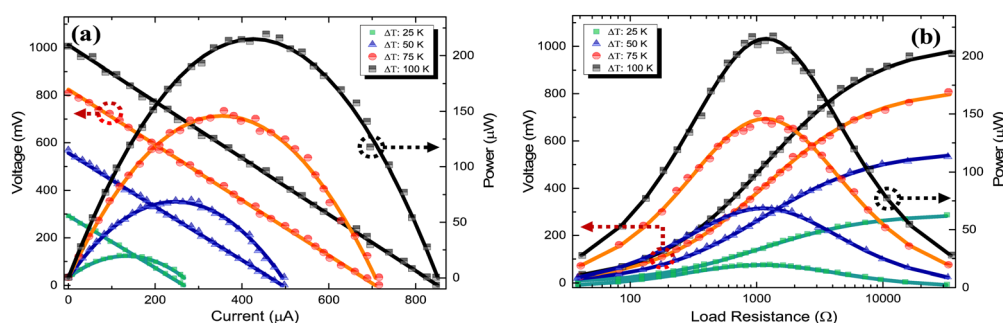 (a)
ΔT: 25 K
ΔT: 50 K
ΔT: 75 K
ΔT: 100 K
1000
800
600
400
200
0
Voltage (mV)
0
200
400
600
800
Current (μA)
200
150
100
50
0
Power (μW)
(b)
ΔT: 25 K
ΔT: 50 K
ΔT: 75 K
ΔT: 100 K
1000
800
600
400
200
0
Voltage (mV)
100
1000
10000
Load Resistance (Ω)
200
150
100
50
0
Power (μW)